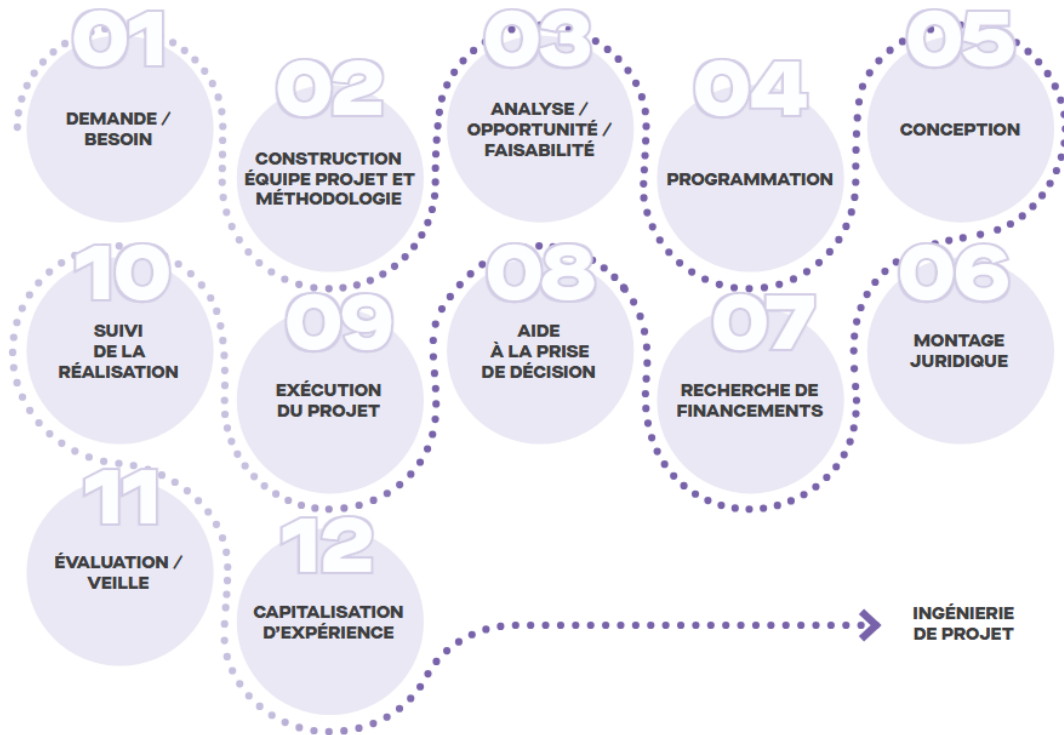 01
DEMANDE /
BESOIN
02
CONSTRUCTION
ÉQUIPE PROJET ET
MÉTHODOLOGIE
03
ANALYSE /
OPPORTUNITÉ /
FAISABILITÉ
04
PROGRAMMATION
05
CONCEPTION
06
MONTAGE
JURIDIQUE
07
RECHERCHE DE
FINANCEMENTS
08
AIDE
À LA PRISE
DE DÉCISION
09
EXÉCUTION
DU PROJET
10
SUIVI
DE LA
RÉALISATION
11
ÉVALUATION /
VEILLE
12
CAPITALISATION
D'EXPÉRIENCE
INGÉNIERIE
DE PROJET